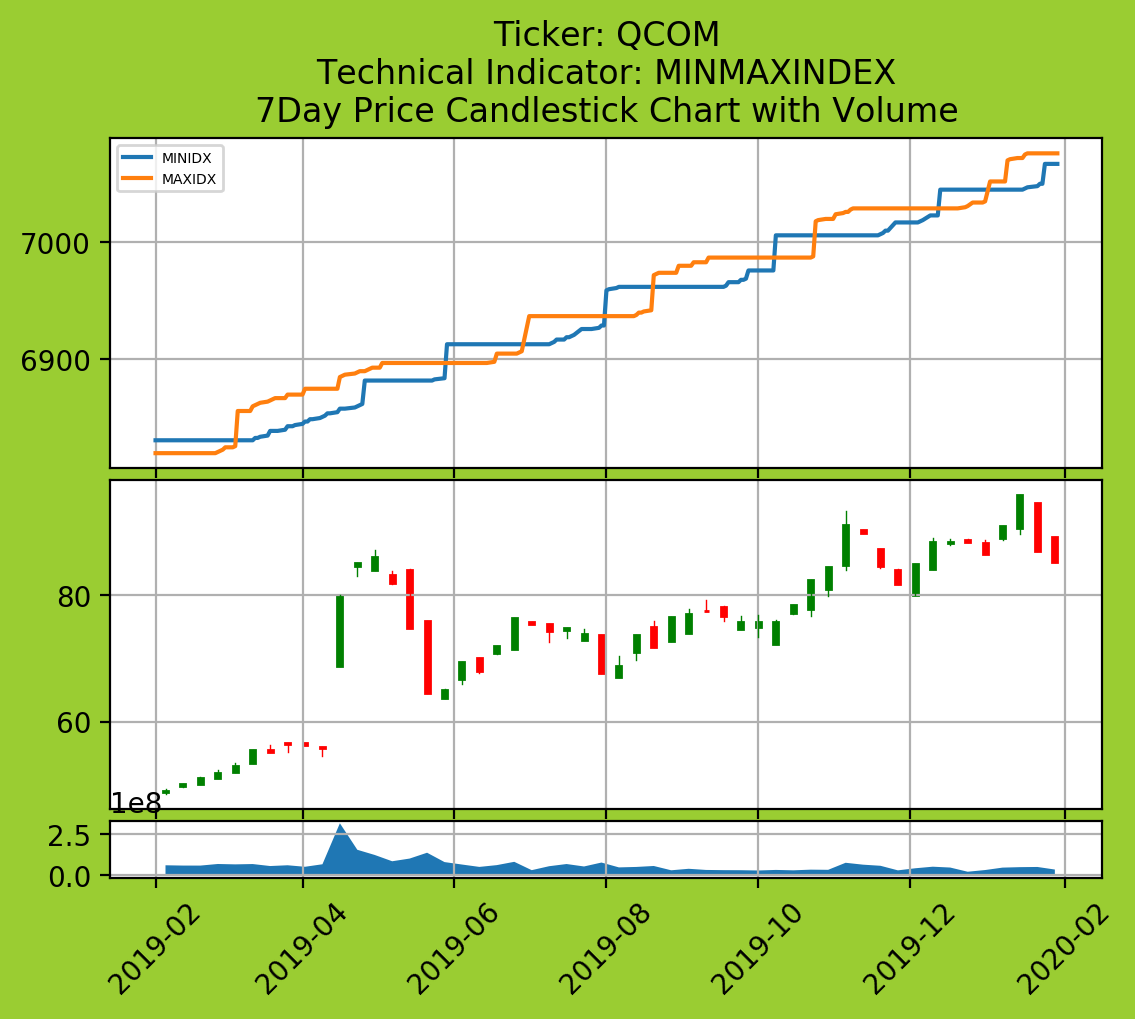 Ticker: QCOM
Technical Indicator: MINMAXINDEX
7Day Price Candlestick Chart with Volume
MINIDX
MAXIDX
7000
6900
80
60
1e8
2.5
0.0
2019-02
2019-04
2019-06
2019-08
2019-10
2019-12
2020-02